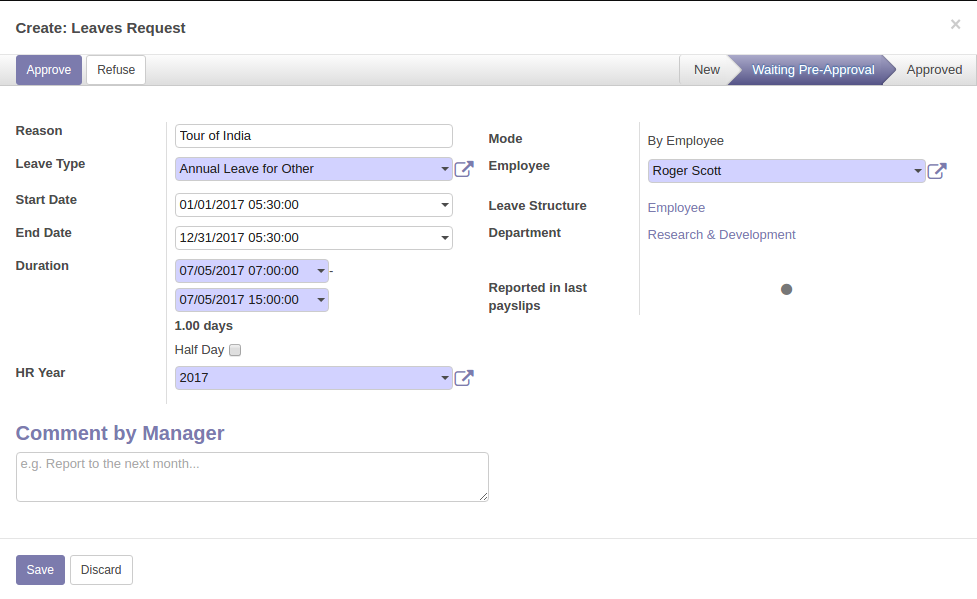 Create: Leaves Request
×
Approve
Refuse
New
Waiting Pre-Approval
Approved
Reason
Tour of India
Leave Type
Annual Leave for Other
Start Date
01/01/2017 05:30:00
End Date
12/31/2017 05:30:00
Duration
07/05/2017 07:00:00 -
07/05/2017 15:00:00
1.00 days
Half Day
HR Year
2017
Mode
By Employee
Employee
Roger Scott
Leave Structure
Employee
Department
Research & Development
Reported in last
payslips
Comment by Manager
e.g. Report to the next month...
Save
Discard